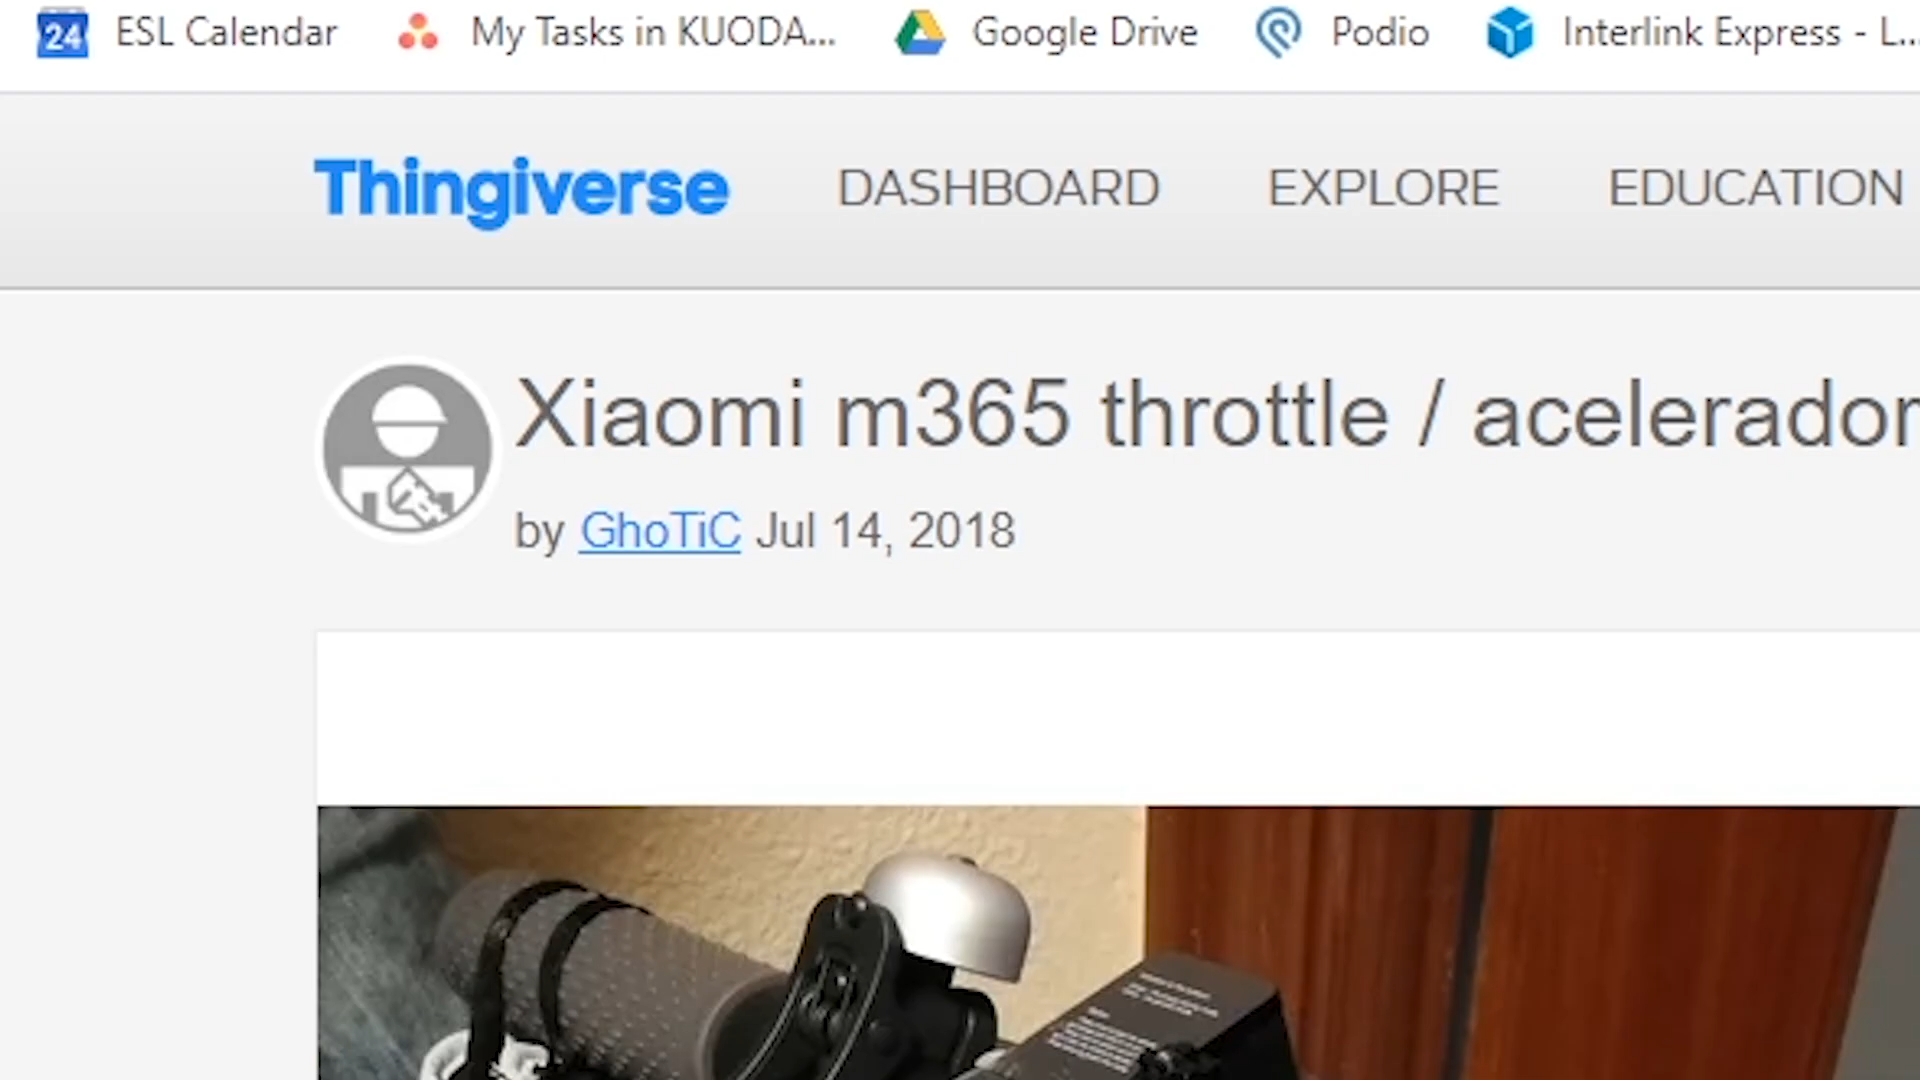 24 ESL Calendar My Tasks in KUODA... Google Drive Podio Interlink Express - L...
Thingiverse DASHBOARD EXPLORE EDUCATION
Xiaomi m365 throttle / acelerador
by GhoTiC Jul 14, 2018